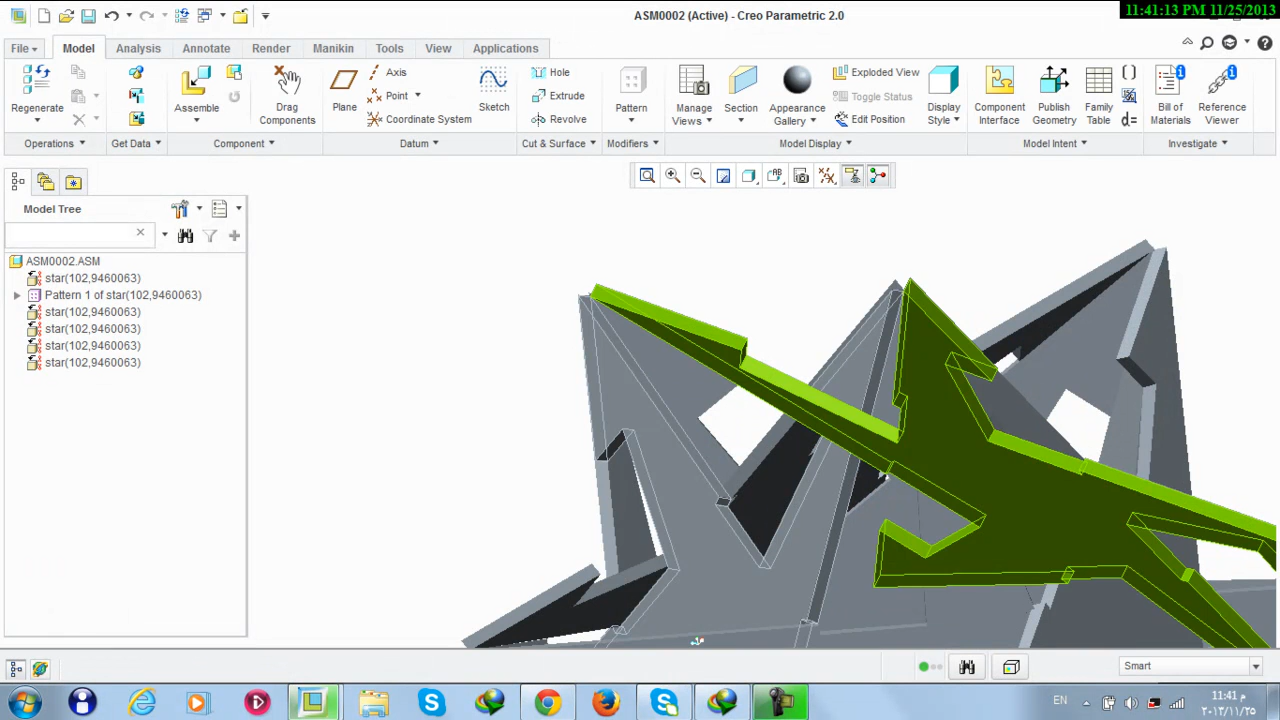 11:41:13 PM 11/25/2013
ASM0002 (Active) - Creo Parametric 2.0
File Model Analysis Annotate Render Manikin Tools View Applications
Regenerate
Assemble
Drag Components
Plane
Axis
Point
Coordinate System
Sketch
Hole
Extrude
Revolve
Pattern
Manage Views
Section
Appearance Gallery
Exploded View
Toggle Status
Edit Position
Display Style
Component Interface
Publish Geometry
Family Table
d=
Bill of Materials
Reference Viewer
Operations Get Data Component Datum Cut & Surface Modifiers Model Display Model Intent Investigate
Model Tree
ASM0002.ASM
star(102,9460063)
Pattern 1 of star(102,9460063)
star(102,9460063)
star(102,9460063)
star(102,9460063)
star(102,9460063)
Smart
EN
11:41 م
٢٠١٣/١١/٢٥